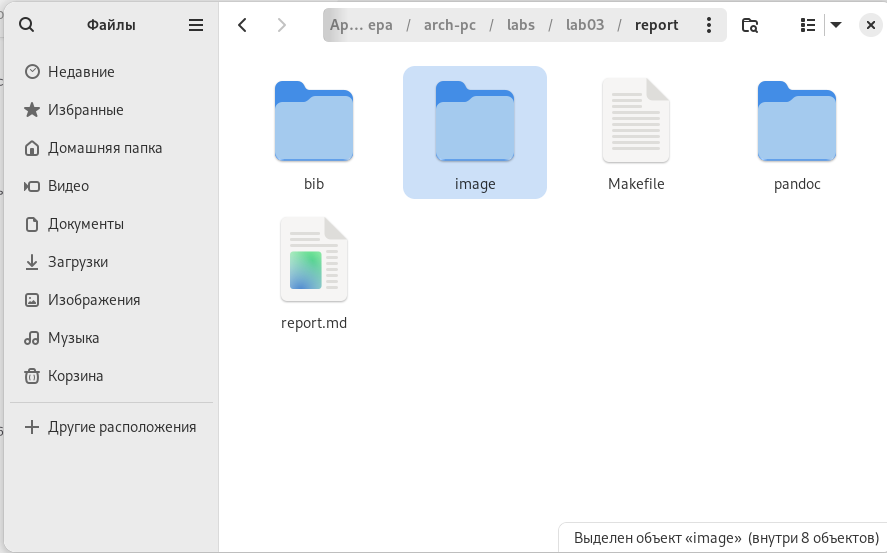 Файлы
Ар... ера / arch-pc / labs / lab03 / report
Недавние
Избранные
Домашняя папка
Видео
Документы
Загрузки
Изображения
Музыка
Корзина
Другие расположения
bib
image
Makefile
pandoc
report.md
Выделен объект «image» (внутри 8 объектов)